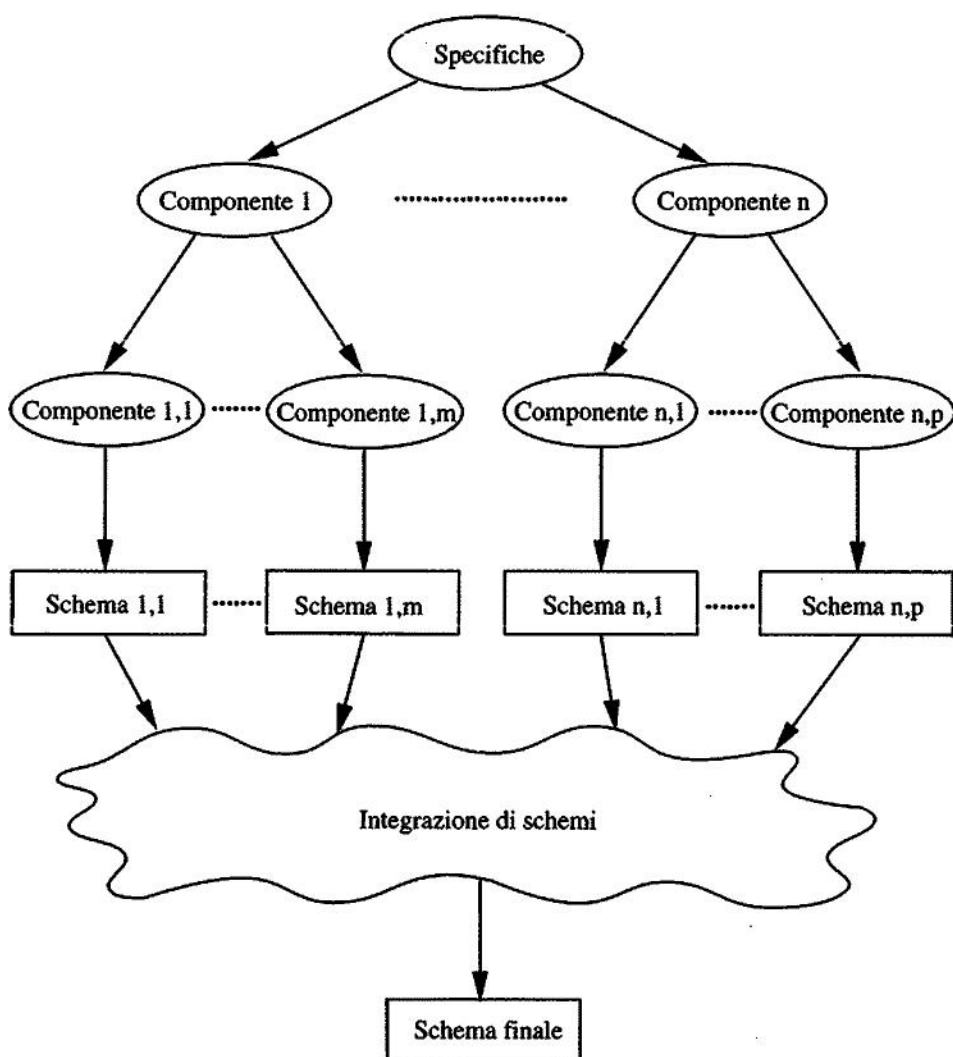 Specifiche
Componente 1
Componente n
Componente 1,1
Componente 1,m
Componente n,1
Componente n,p
Schema 1,1
Schema 1,m
Schema n,1
Schema n,p
Integrazione di schemi
Schema finale